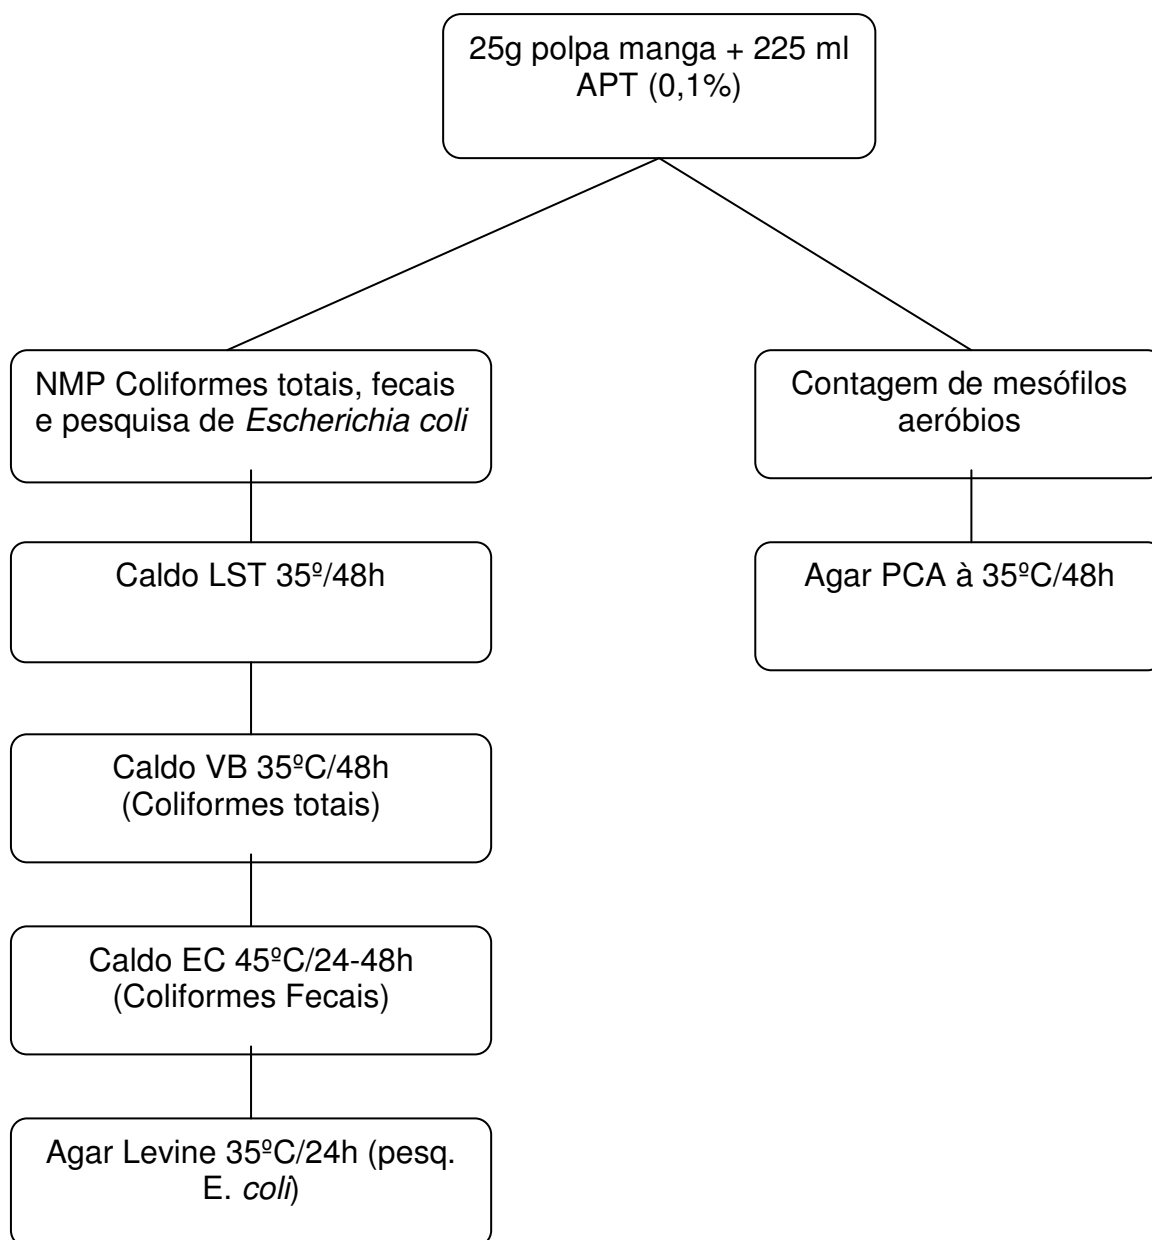 25g polpa manga + 225 ml
APT (0,1%)
NMP Coliformes totais, fecais
e pesquisa de Escherichia coli
Contagem de mesófilos
aeróbios
Caldo LST 35º/48h
Agar PCA à 35ºC/48h
Caldo VB 35ºC/48h
(Coliformes totais)
Caldo EC 45ºC/24-48h
(Coliformes Fecais)
Agar Levine 35ºC/24h (pesq.
E. coli)